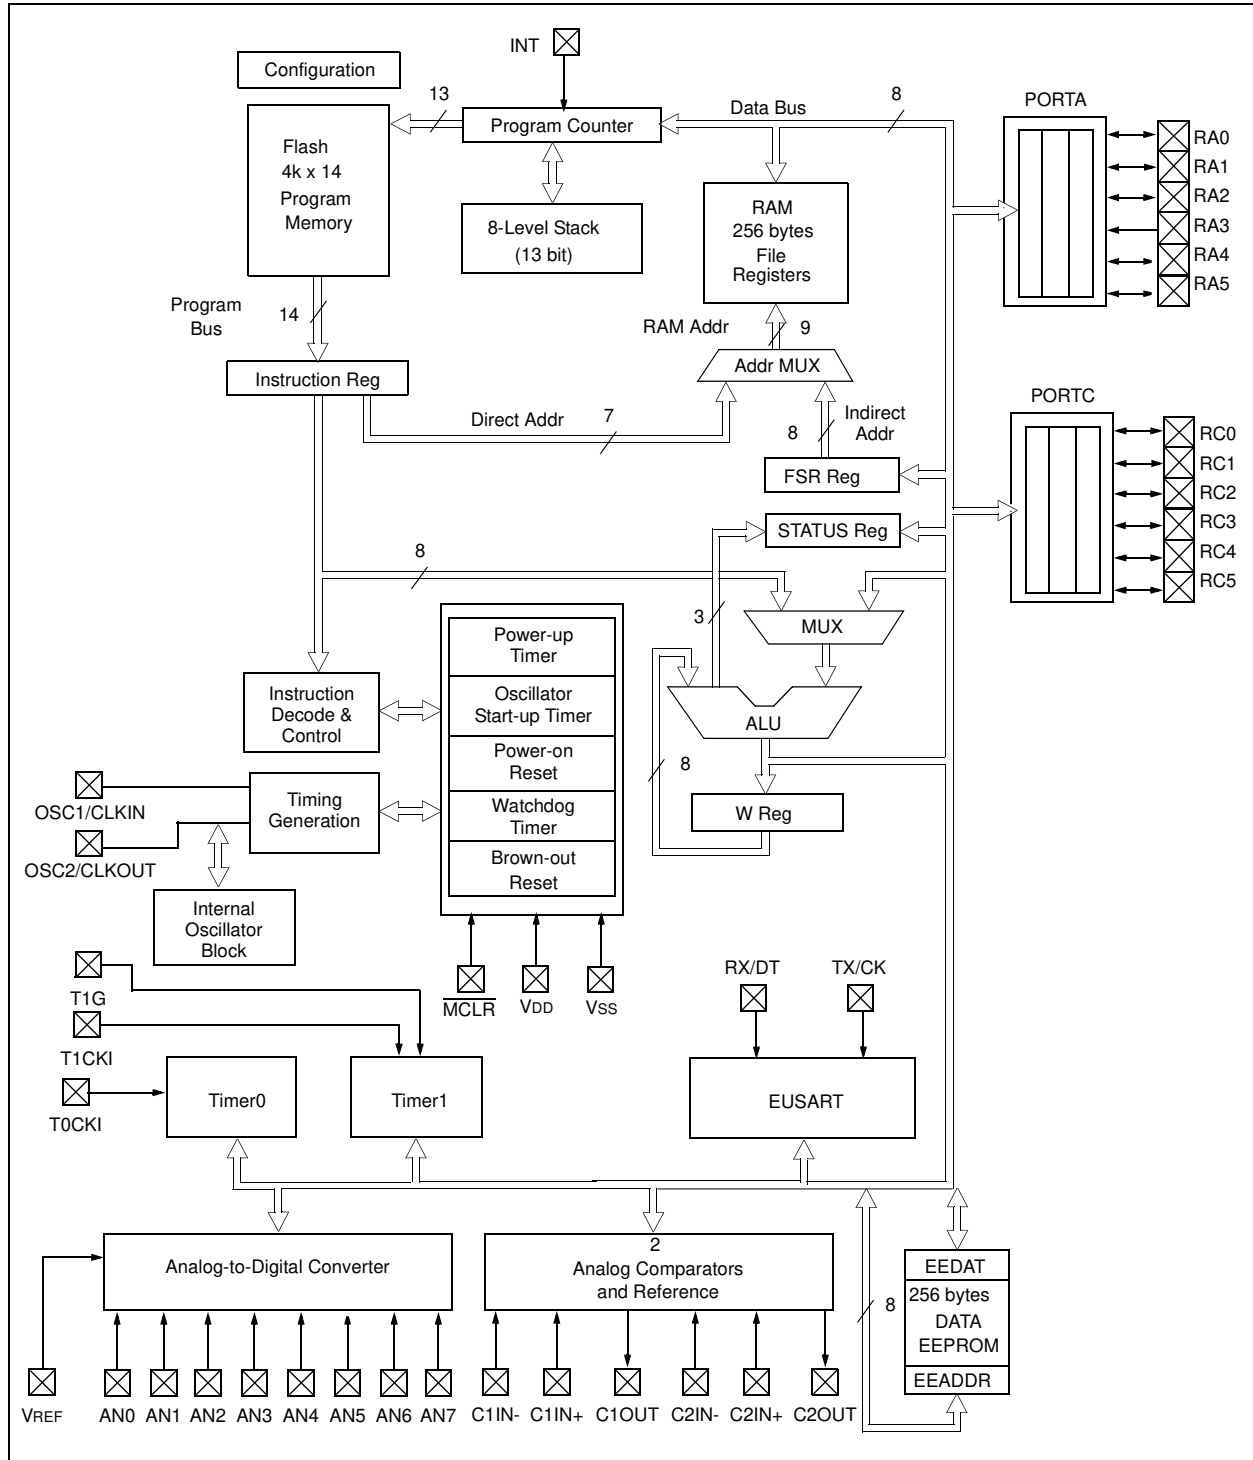 INT
Configuration
13
Data Bus
8
PORTA
Program Counter
Flash
4k x 14
Program
Memory
8-Level Stack
(13 bit)
RAM
256 bytes
File
Registers
RA0
RA1
RA2
RA3
RA4
RA5
Program
Bus
14
RAM Addr
9
Addr MUX
Instruction Reg
Direct Addr
7
8
Indirect
Addr
PORTC
FSR Reg
STATUS Reg
RC0
RC1
RC2
RC3
RC4
RC5
8
3
MUX
Power-up
Timer
Oscillator
Start-up Timer
Power-on
Reset
Watchdog
Timer
Brown-out
Reset
Instruction
Decode &
Control
ALU
8
W Reg
OSC1/CLKIN
OSC2/CLKOUT
Timing
Generation
Internal
Oscillator
Block
MCLR
VDD
VSS
RX/DT
TX/CK
T1G
T1CKI
T0CKI
Timer0
Timer1
EUSART
Analog-to-Digital Converter
2
Analog Comparators
and Reference
8
EEDAT
256 bytes
DATA
EEPROM
EEADDR
VREF
AN0
AN1
AN2
AN3
AN4
AN5
AN6
AN7
C1IN-
C1IN+
C1OUT
C2IN-
C2IN+
C2OUT